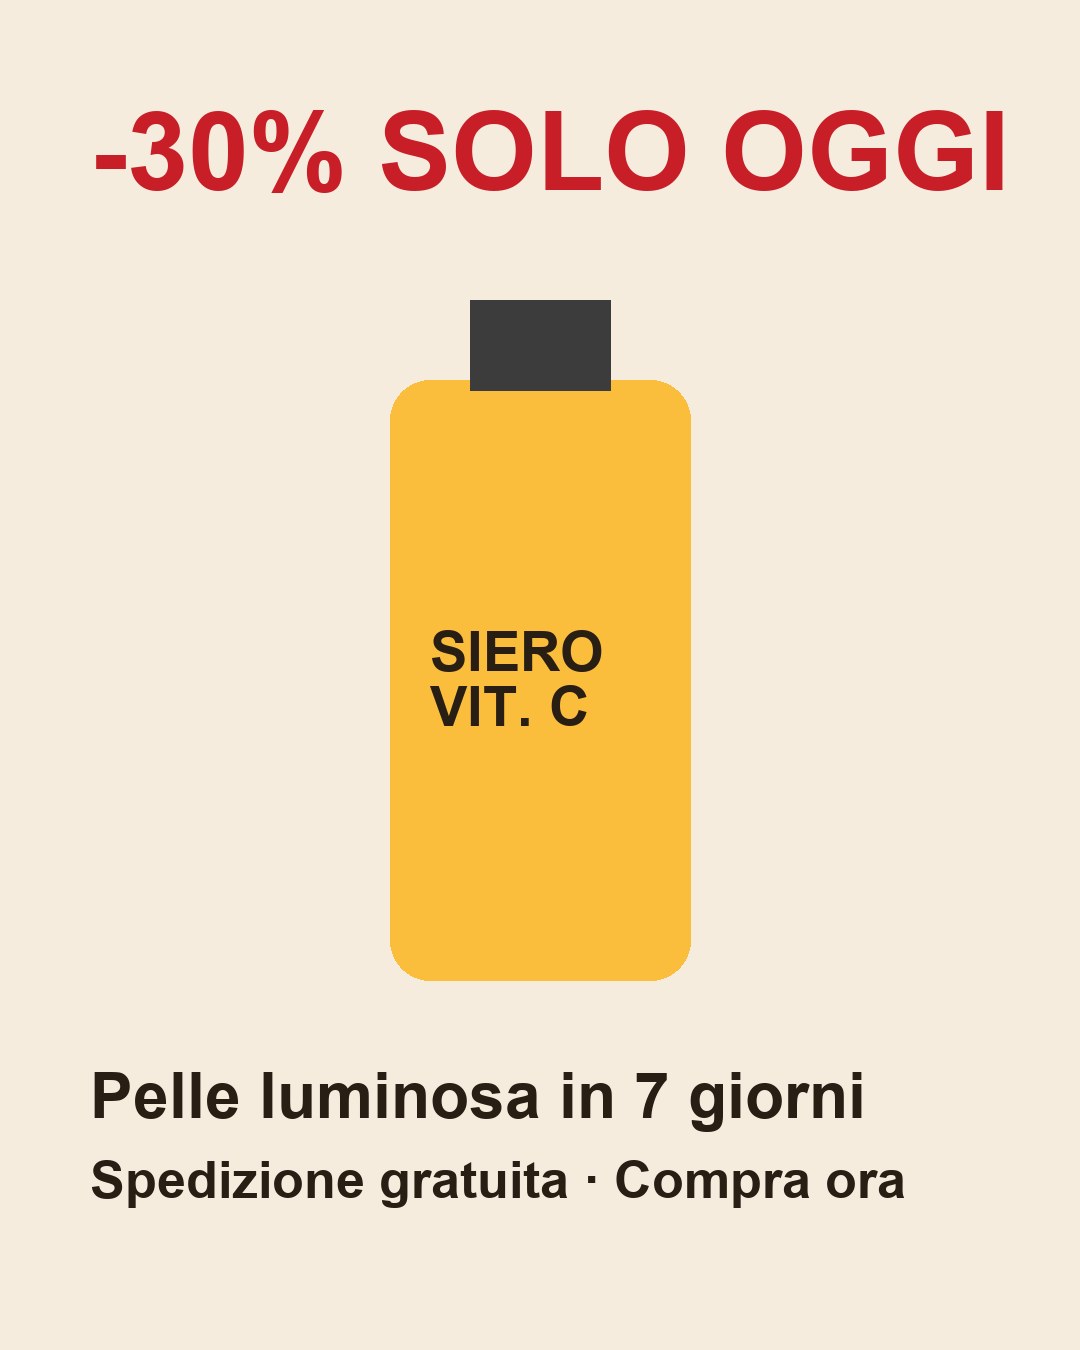 -30% SOLO OGGI
SIERO
VIT. C
Pelle luminosa in 7 giorni
Spedizione gratuita · Compra ora